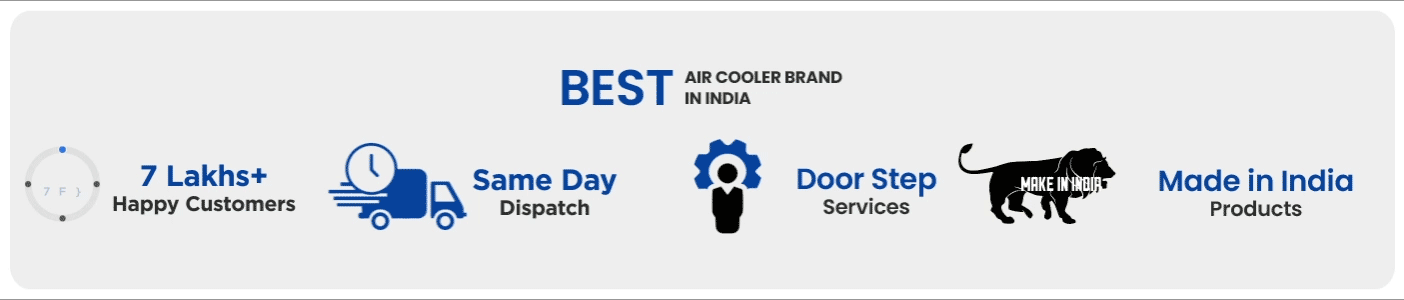 BEST
AIR COOLER BRAND
IN INDIA
7 F }
7 Lakhs+
Happy Customers
Same Day
Dispatch
Door Step
Services
MAKE IN INDIA
Made in India
Products